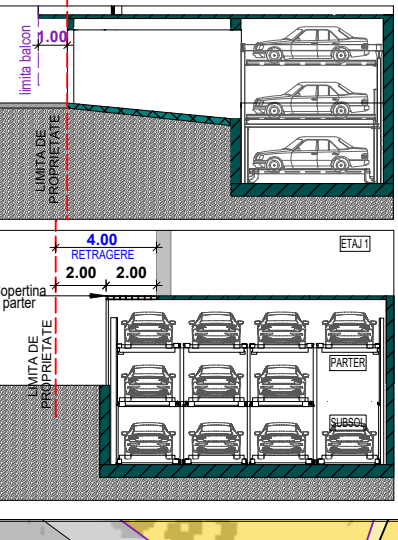 1.00
limita balcon
LIMITA DE
PROPRIETATE
4.00
RETRAGERE
2.00 2.00
ETAJ 1
opertina
parter
LIMITA DE
PROPRIETATE
PARTER
SUBSOL